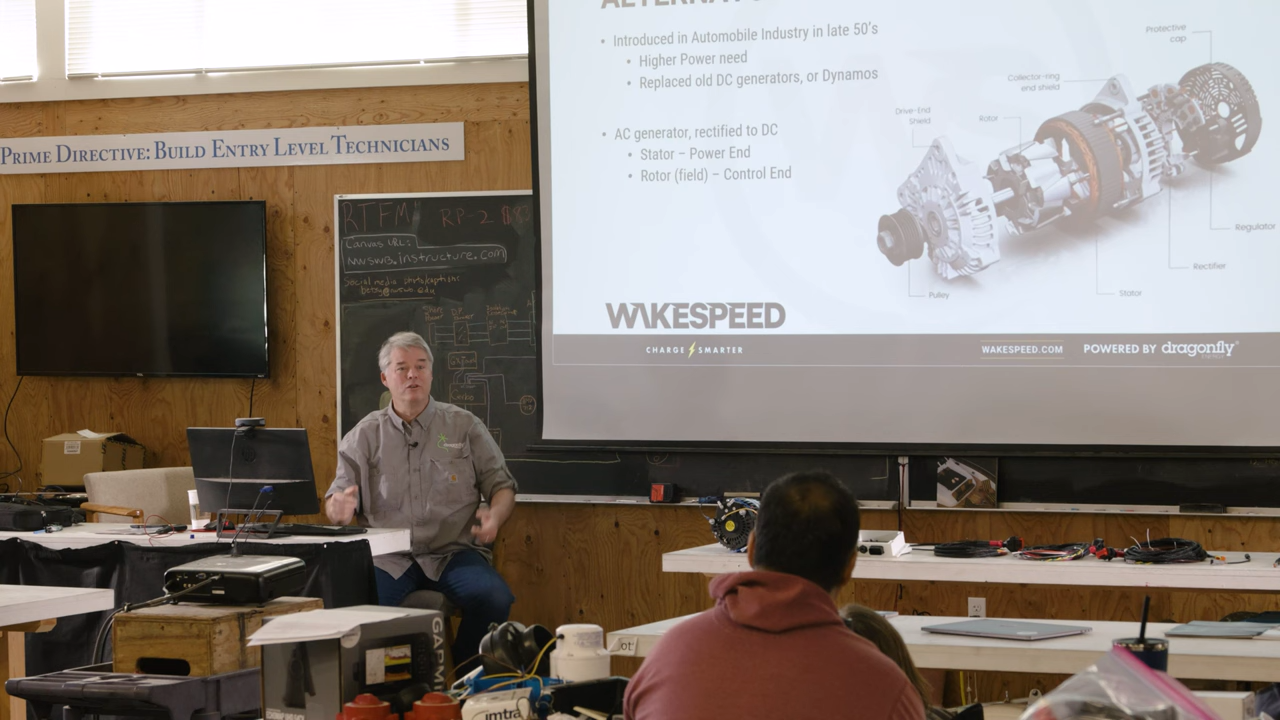 • Introduced in Automobile Industry in late 50's
• Higher Power need
• Replaced old DC generators, or Dynamos
• AC generator, rectified to DC
• Stator – Power End
• Rotor (field) – Control End
Protective
cap
Collector-ring
end shield
Drive-End
Shield
Rotor
Regulator
Rectifier
Stator
Pulley
WAKESPEED
CHARGE SMARTER
WAKESPEED.COM
POWERED BY dragonfly
PRIME DIRECTIVE: BUILD ENTRY LEVEL TECHNICIANS
RTFM
RP-2
Canvas URL:
nwswb.instructure.com
GARMI
imtra